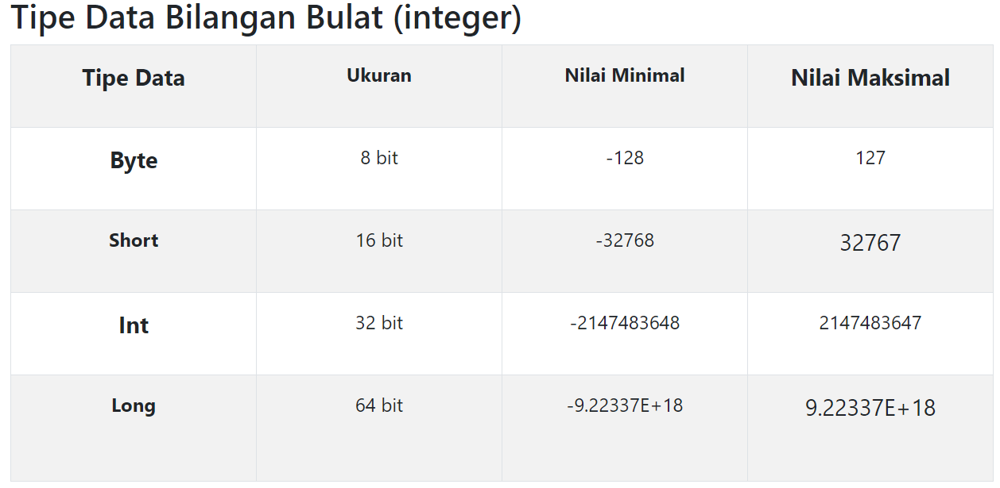 Tipe Data Bilangan Bulat (integer)
Tipe Data Ukuran Nilai Minimal Nilai Maksimal
Byte 8 bit -128 127
Short 16 bit -32768 32767
Int 32 bit -2147483648 2147483647
Long 64 bit -9.22337E+18 9.22337E+18